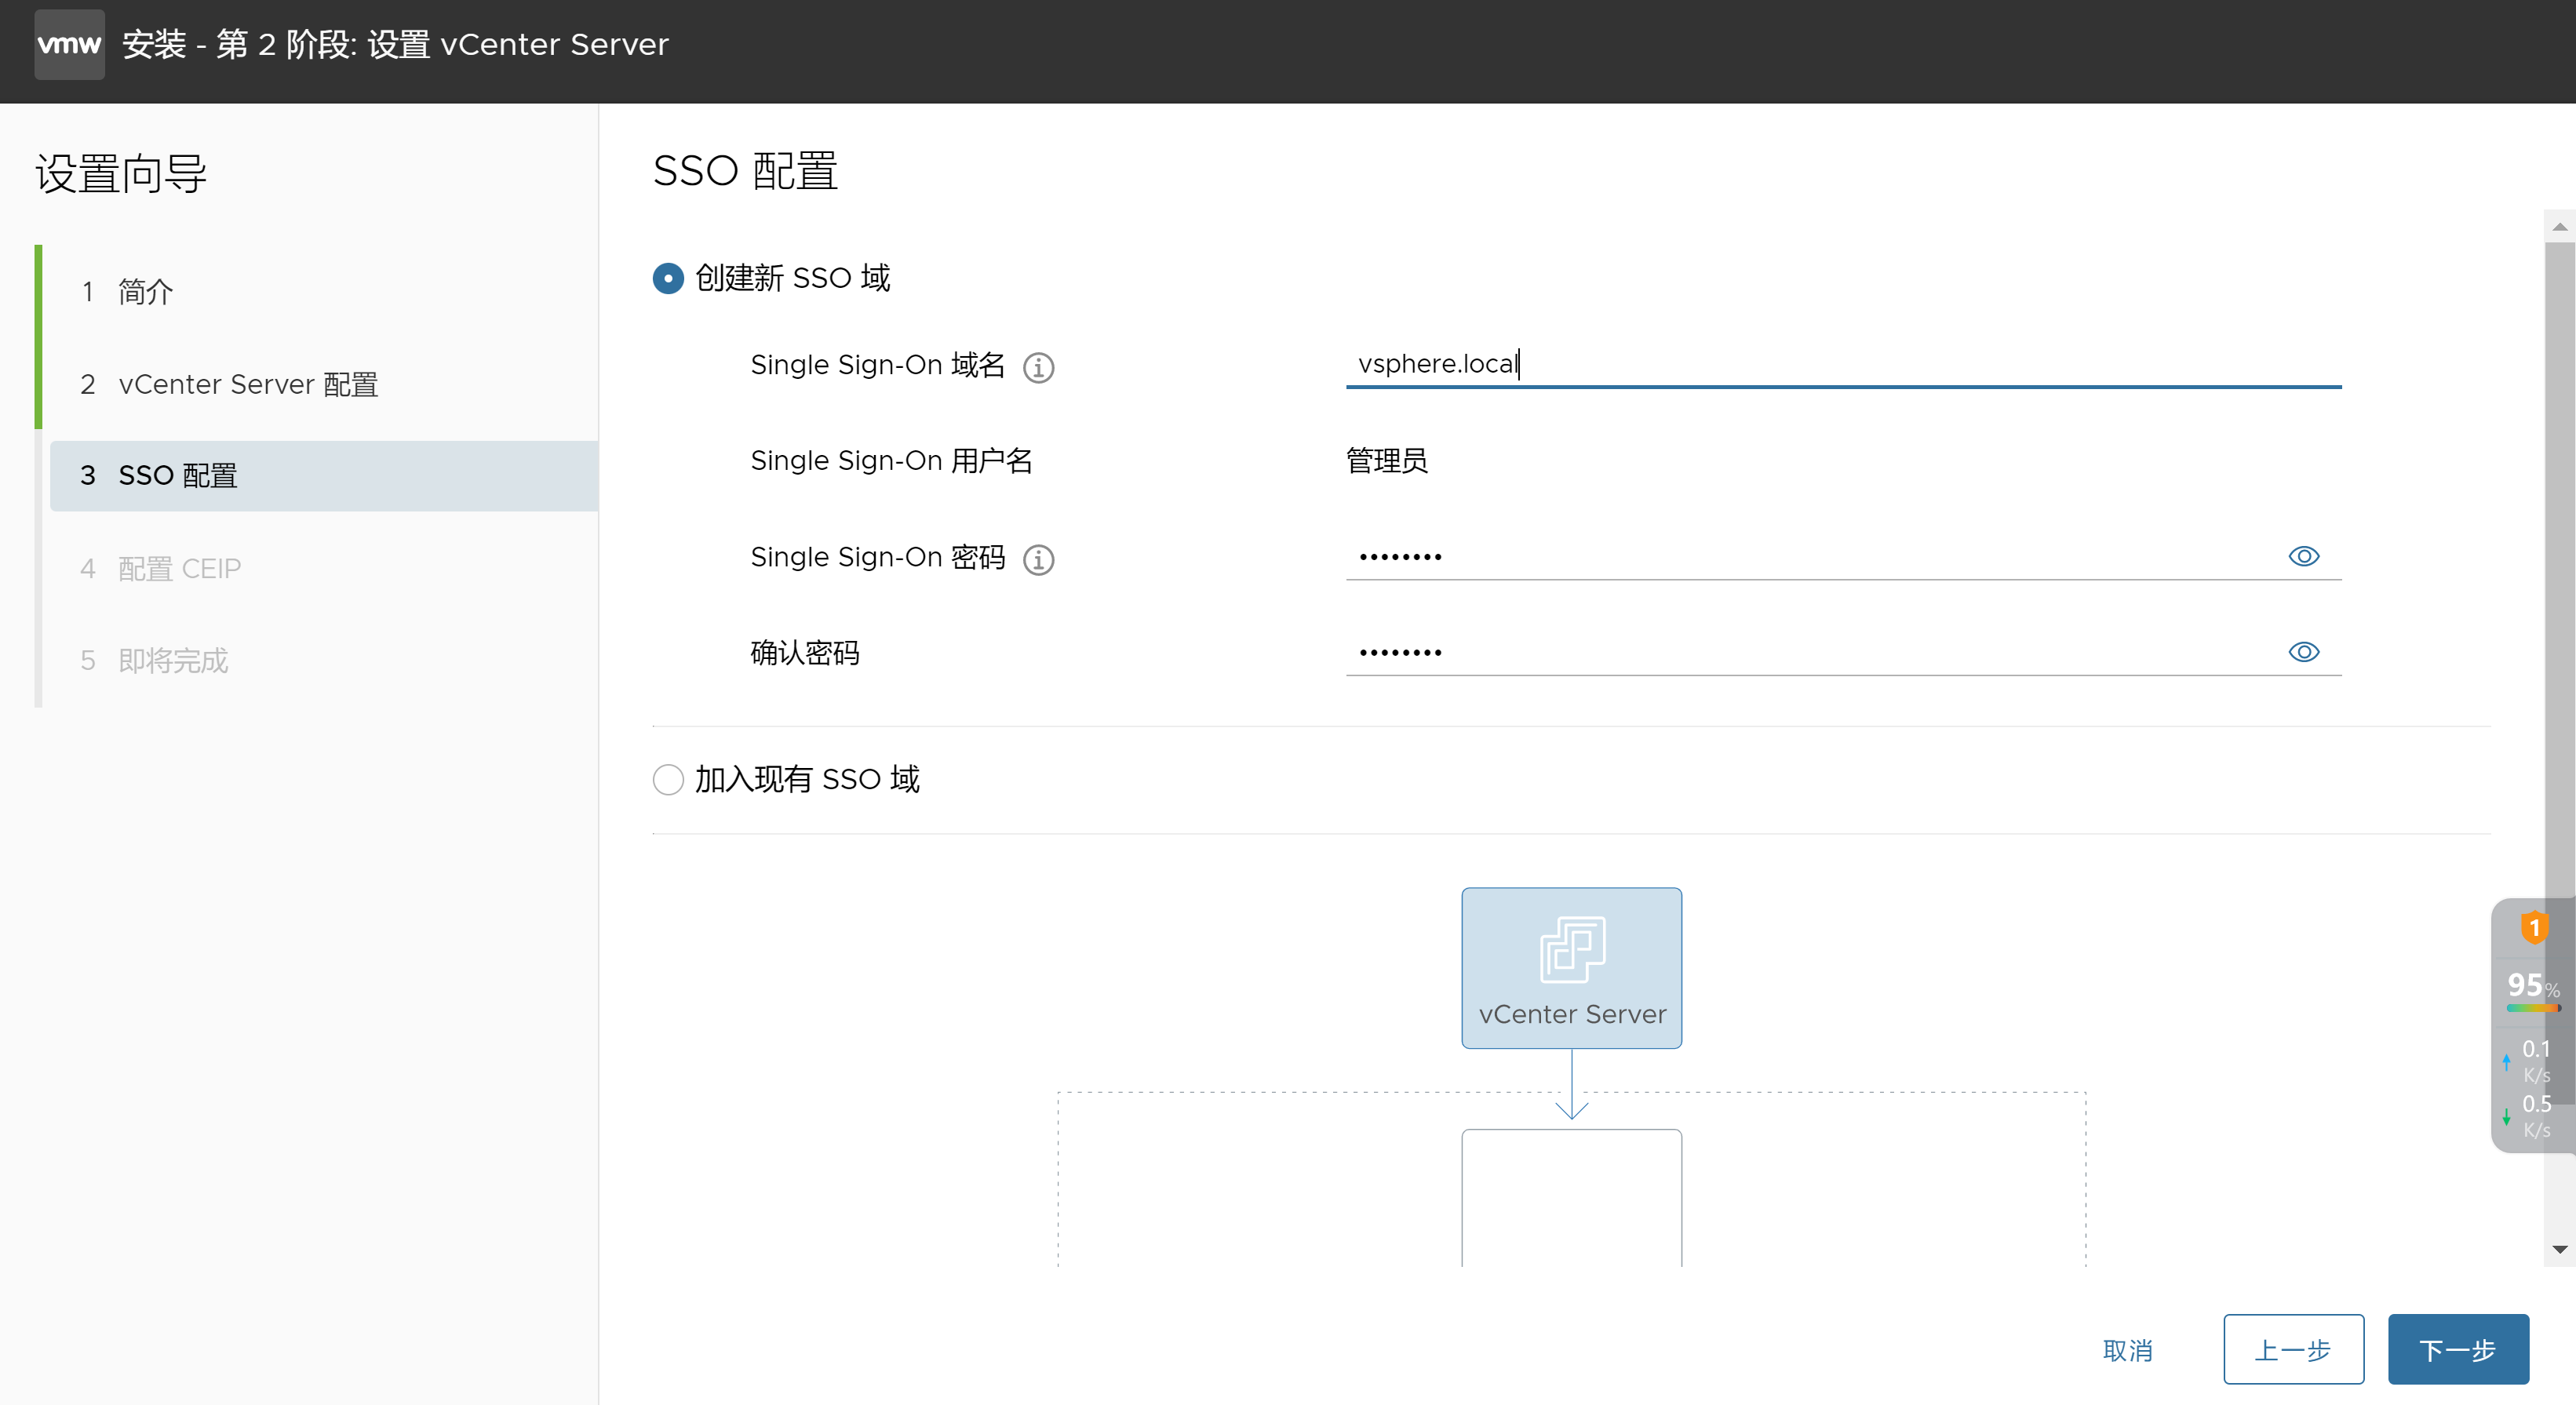 vmw 安装 - 第 2 阶段: 设置 vCenter Server
设置向导
1 简介
2 vCenter Server 配置
3 SSO 配置
4 配置 CEIP
5 即将完成
SSO 配置
创建新 SSO 域
Single Sign-On 域名 vsphere.local
Single Sign-On 用户名 管理员
Single Sign-On 密码 ••••••••
确认密码 ••••••••
加入现有 SSO 域
vCenter Server
1
95%
0.1
K/s
0.5
K/s
取消 上一步 下一步